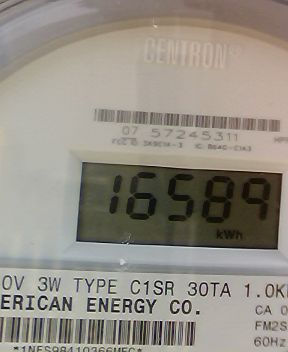 CENTRON®
07 57245311
16589
kWh
0V 3W TYPE C1SR 30TA 1.0K
ERICAN ENERGY CO.
CA 0
FM2S
60Hz